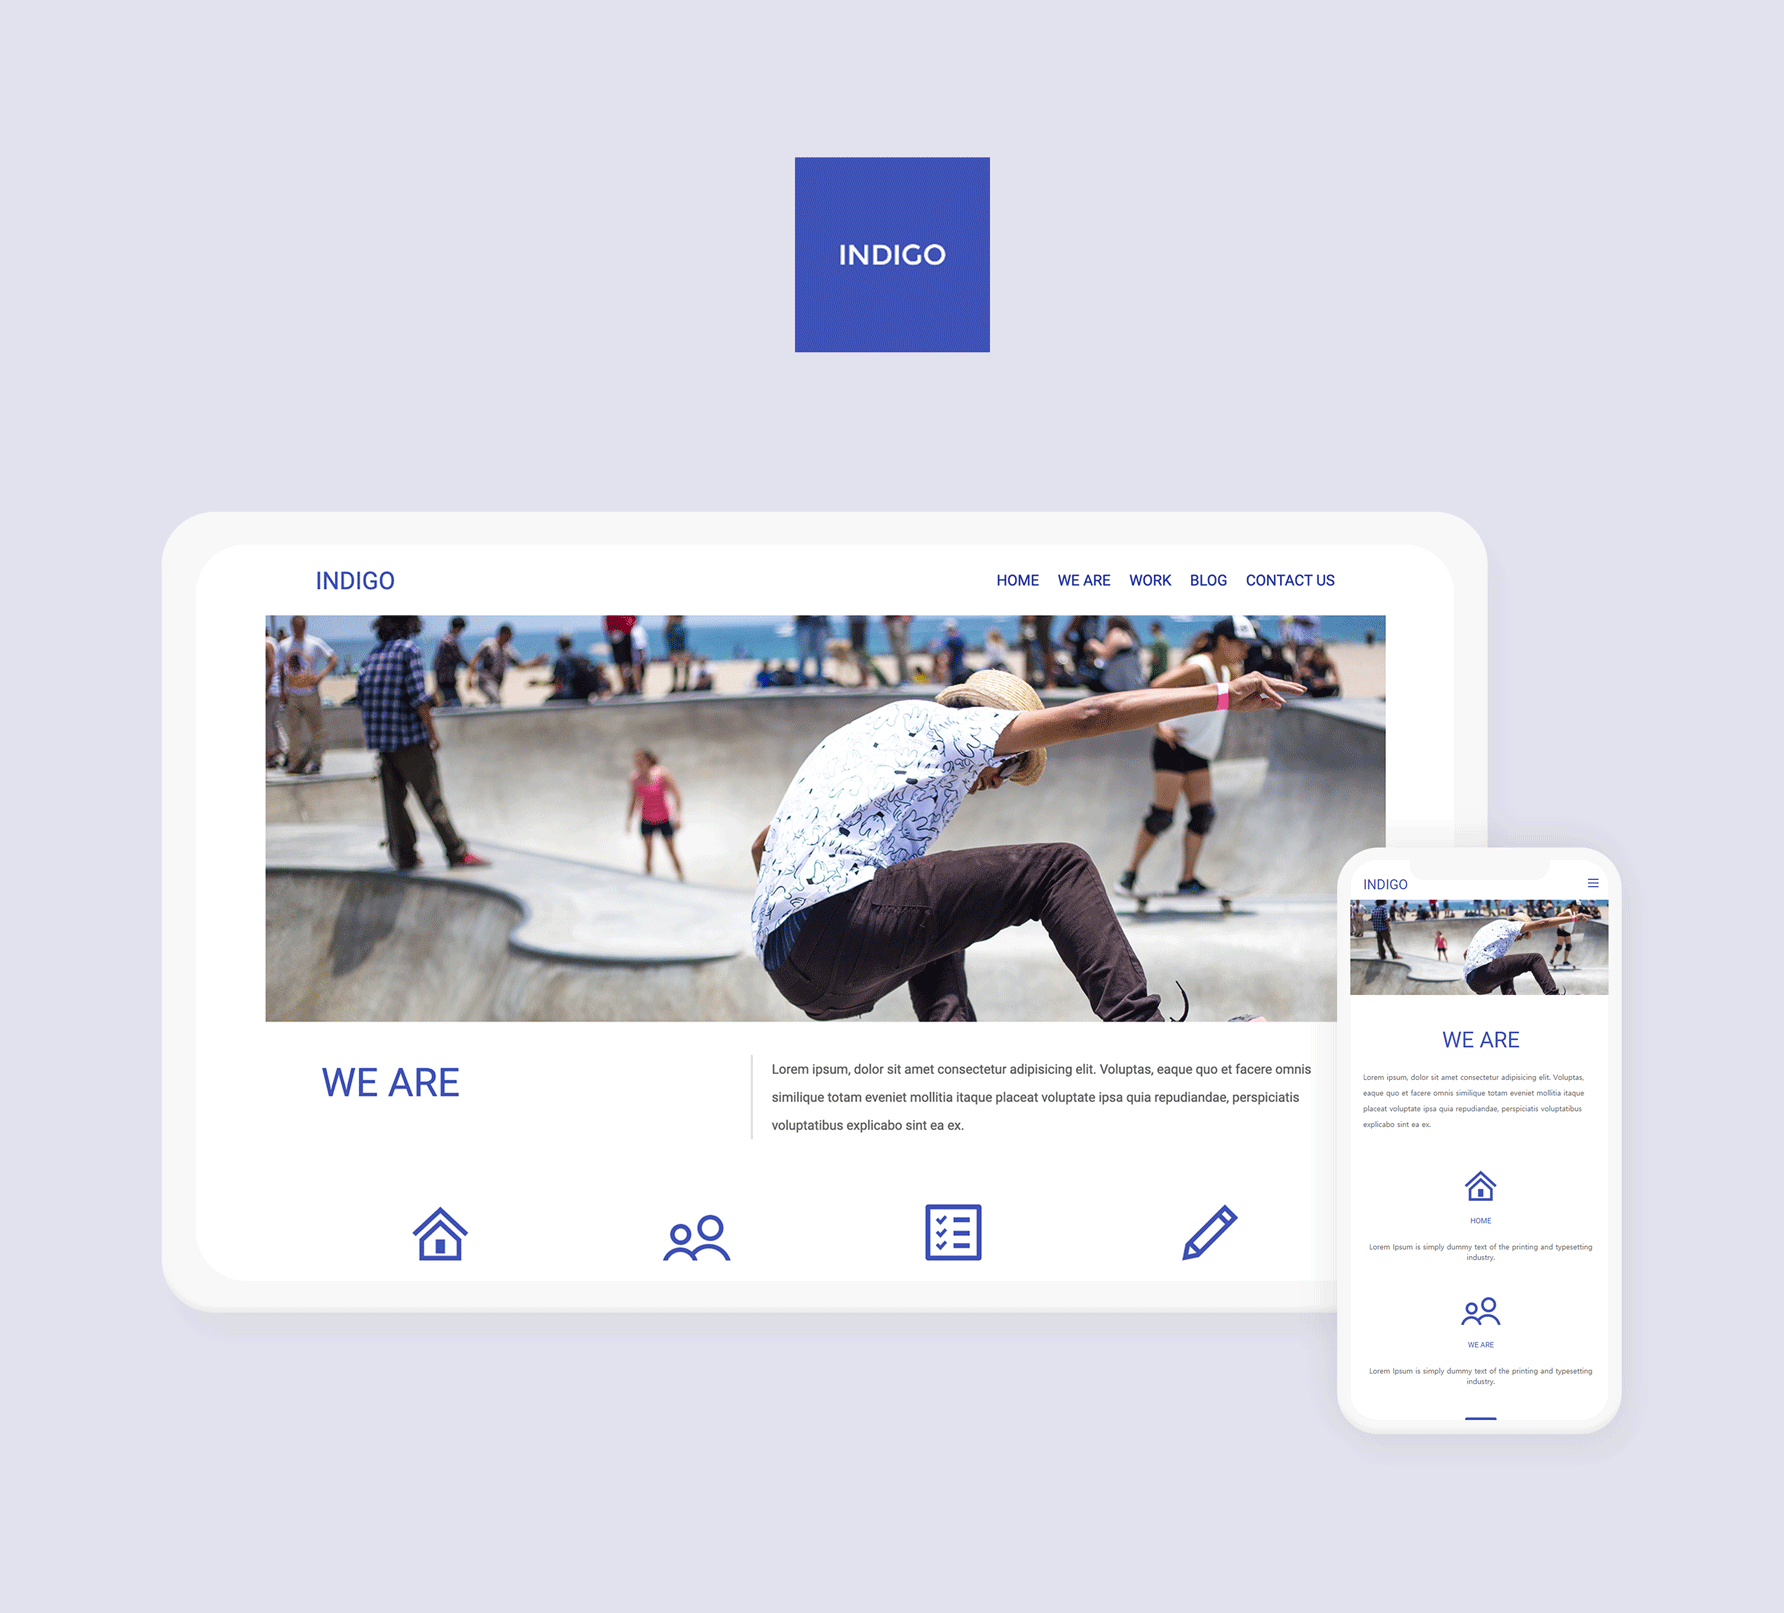 INDIGO
INDIGO
HOME WE ARE WORK BLOG CONTACT US
WE ARE
Lorem ipsum, dolor sit amet consectetur adipisicing elit. Voluptas, eaque quo et facere omnis
similique totam eveniet mollitia itaque placeat voluptate ipsa quia repudiandae, perspiciatis
voluptatibus explicabo sint ea ex.
INDIGO
WE ARE
Lorem ipsum, dolor sit amet consectetur adipisicing elit. Voluptas,
eaque quo et facere omnis similique totam eveniet mollitia itaque
placeat voluptate ipsa quia repudiandae, perspiciatis voluptatibus
explicabo sint ea ex.
HOME
Lorem Ipsum is simply dummy text of the printing and typesetting
industry.
WE ARE
Lorem Ipsum is simply dummy text of the printing and typesetting
industry.